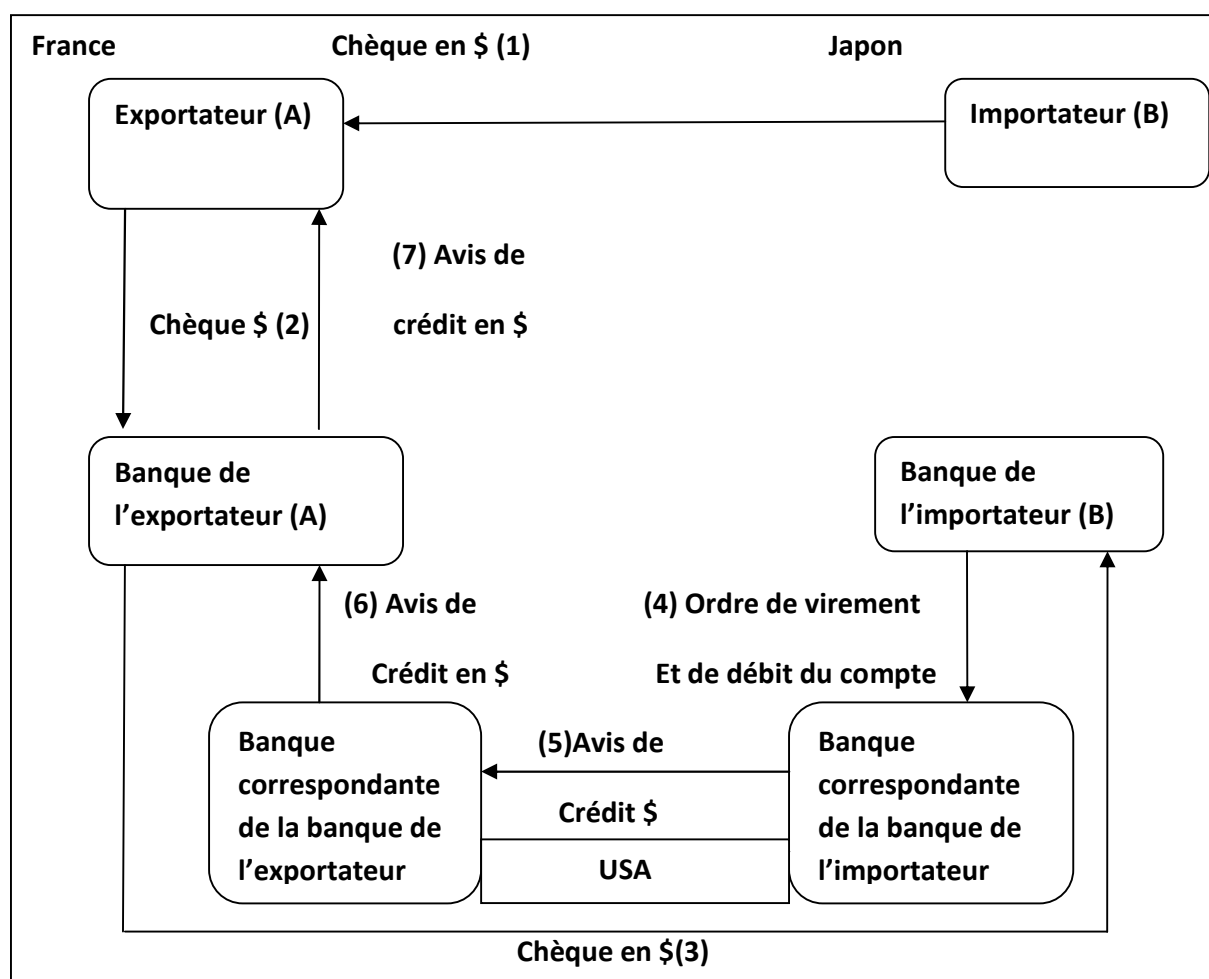 France
Chèque en $ (1)
Japon
Exportateur (A)
Importateur (B)
(7) Avis de
crédit en $
Chèque $ (2)
Banque de
l’exportateur (A)
Banque de
l’importateur (B)
(6) Avis de
Crédit en $
(4) Ordre de virement
Et de débit du compte
Banque
correspondante
de la banque de
l’exportateur
(5)Avis de
Crédit $
USA
Banque
correspondante
de la banque de
l’importateur
Chèque en $(3)